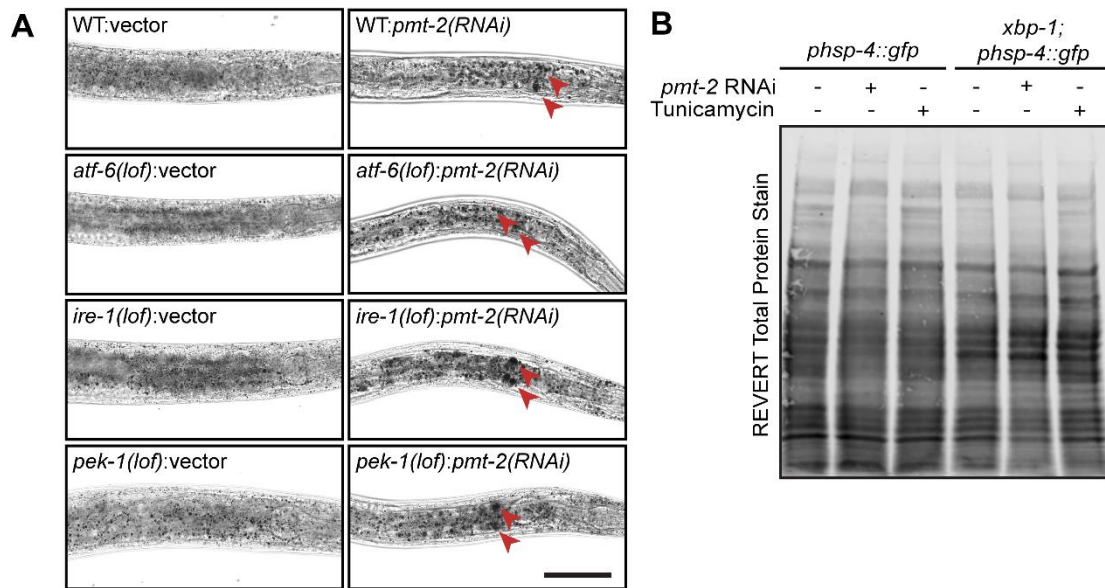 A
WT:vector
WT:pmt-2(RNAi)
atf-6(lof):vector
atf-6(lof):pmt-2(RNAi)
ire-1(lof):vector
ire-1(lof):pmt-2(RNAi)
pek-1(lof):vector
pek-1(lof):pmt-2(RNAi)
B
phsp-4::gfp
xbp-1;
phsp-4::gfp
pmt-2 RNAi - + - - + -
Tunicamycin - - + - - +
REVERT Total Protein Stain